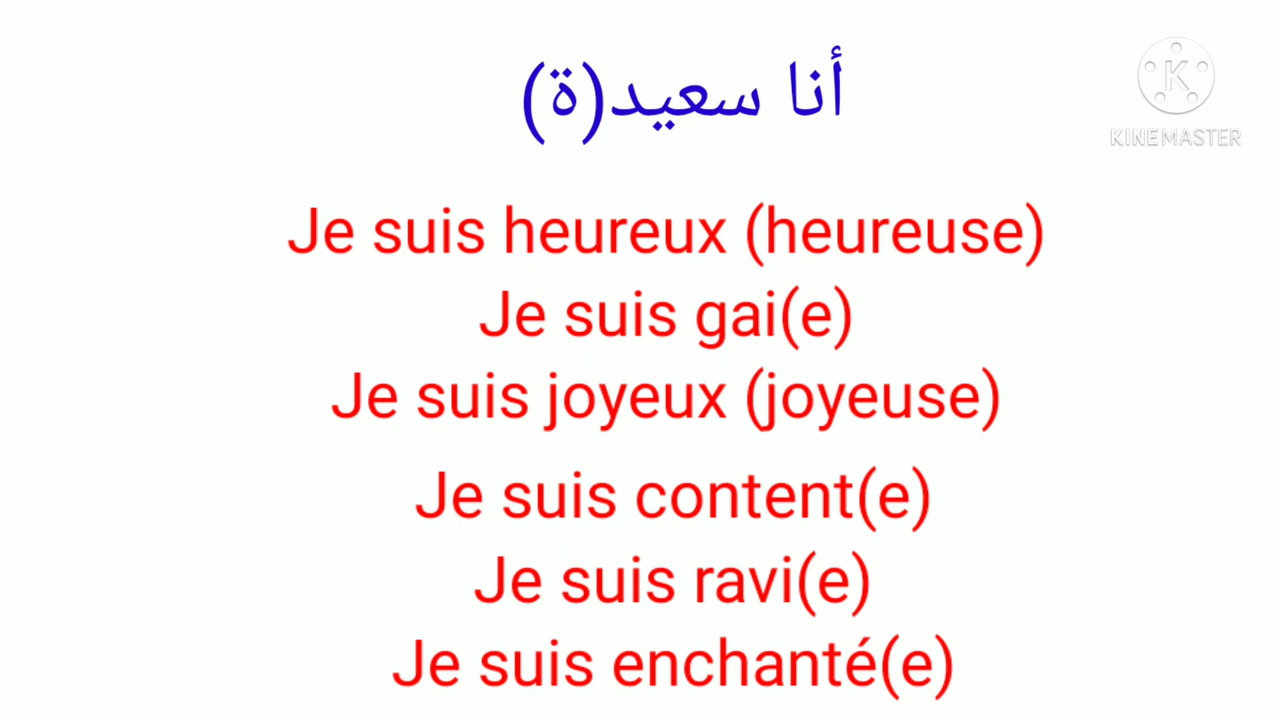 أنا سعيد(ة)
KINEMASTER
Je suis heureux (heureuse)
Je suis gai(e)
Je suis joyeux (joyeuse)
Je suis content(e)
Je suis ravi(e)
Je suis enchanté(e)